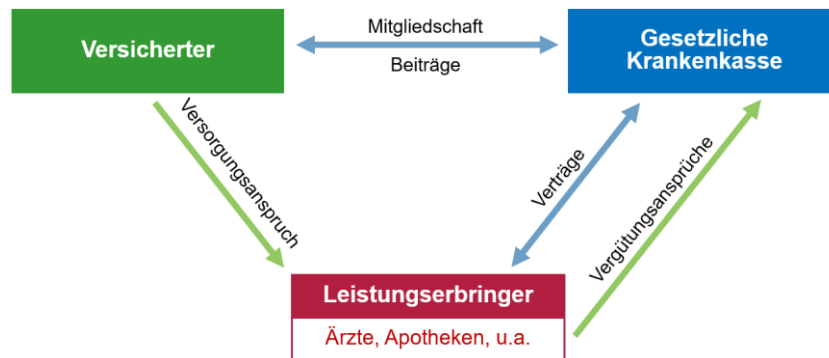 Versicherter
Mitgliedschaft
Beiträge
Gesetzliche
Krankenkasse
Versorgungsanspruch
Verträge
Vergütungsansprüche
Leistungserbringer
Ärzte, Apotheken, u.a.